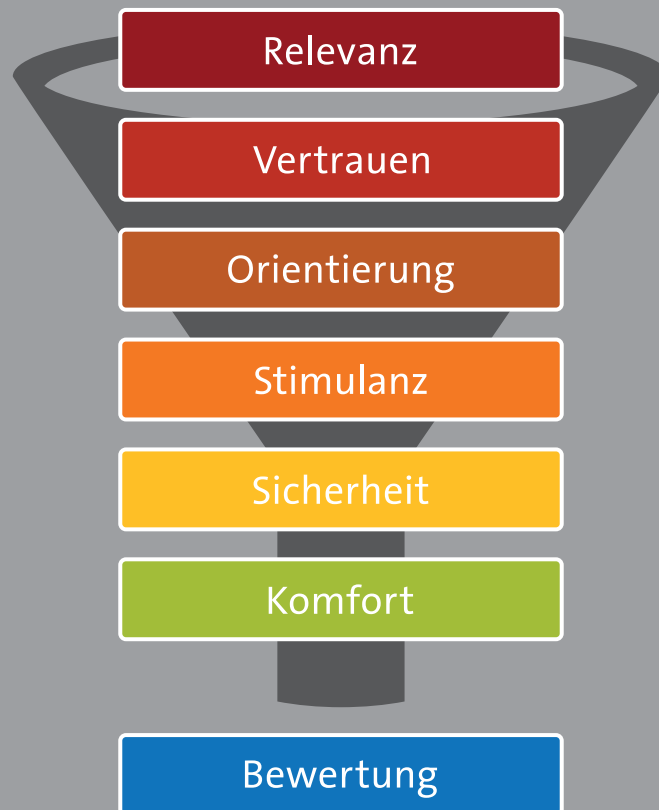 Relevanz
Vertrauen
Orientierung
Stimulanz
Sicherheit
Komfort
Bewertung